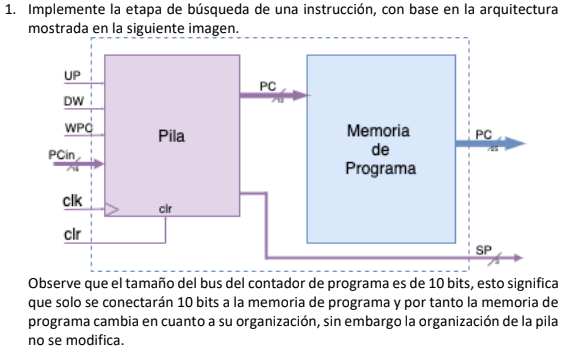 1. Implemente la etapa de búsqueda de una instrucción, con base en la arquitectura
mostrada en la siguiente imagen.
UP
DW
WPC
PCin
16
clk
clr
Pila
clr
PC
10
Memoria
de
Programa
PC
25
SP
3
Observe que el tamaño del bus del contador de programa es de 10 bits, esto significa
que solo se conectarán 10 bits a la memoria de programa y por tanto la memoria de
programa cambia en cuanto a su organización, sin embargo la organización de la pila
no se modifica.